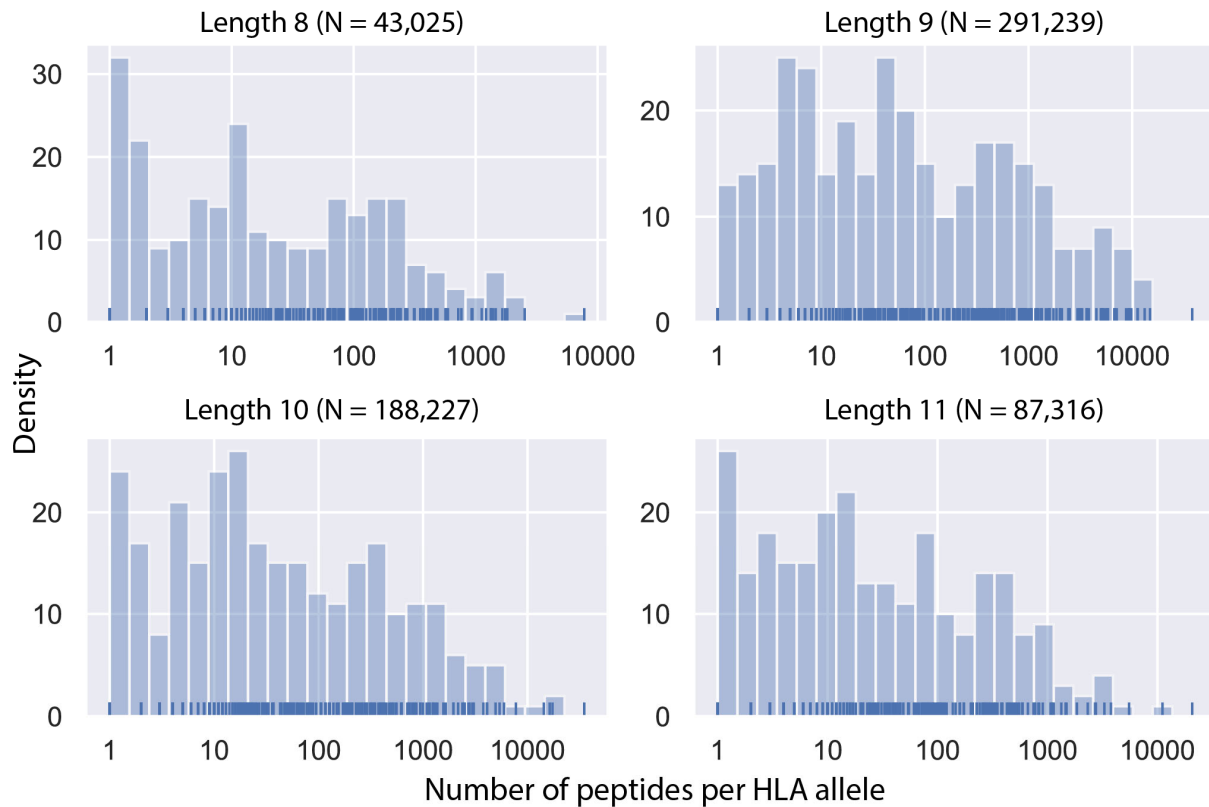 Length 8 (N = 43,025)
30
20
10
0
1 10 100 1000 10000
Length 9 (N = 291,239)
20
10
0
1 10 100 1000 10000
Density
Length 10 (N = 188,227)
20
10
0
1 10 100 1000 10000
Length 11 (N = 87,316)
20
10
0
1 10 100 1000 10000
Number of peptides per HLA allele